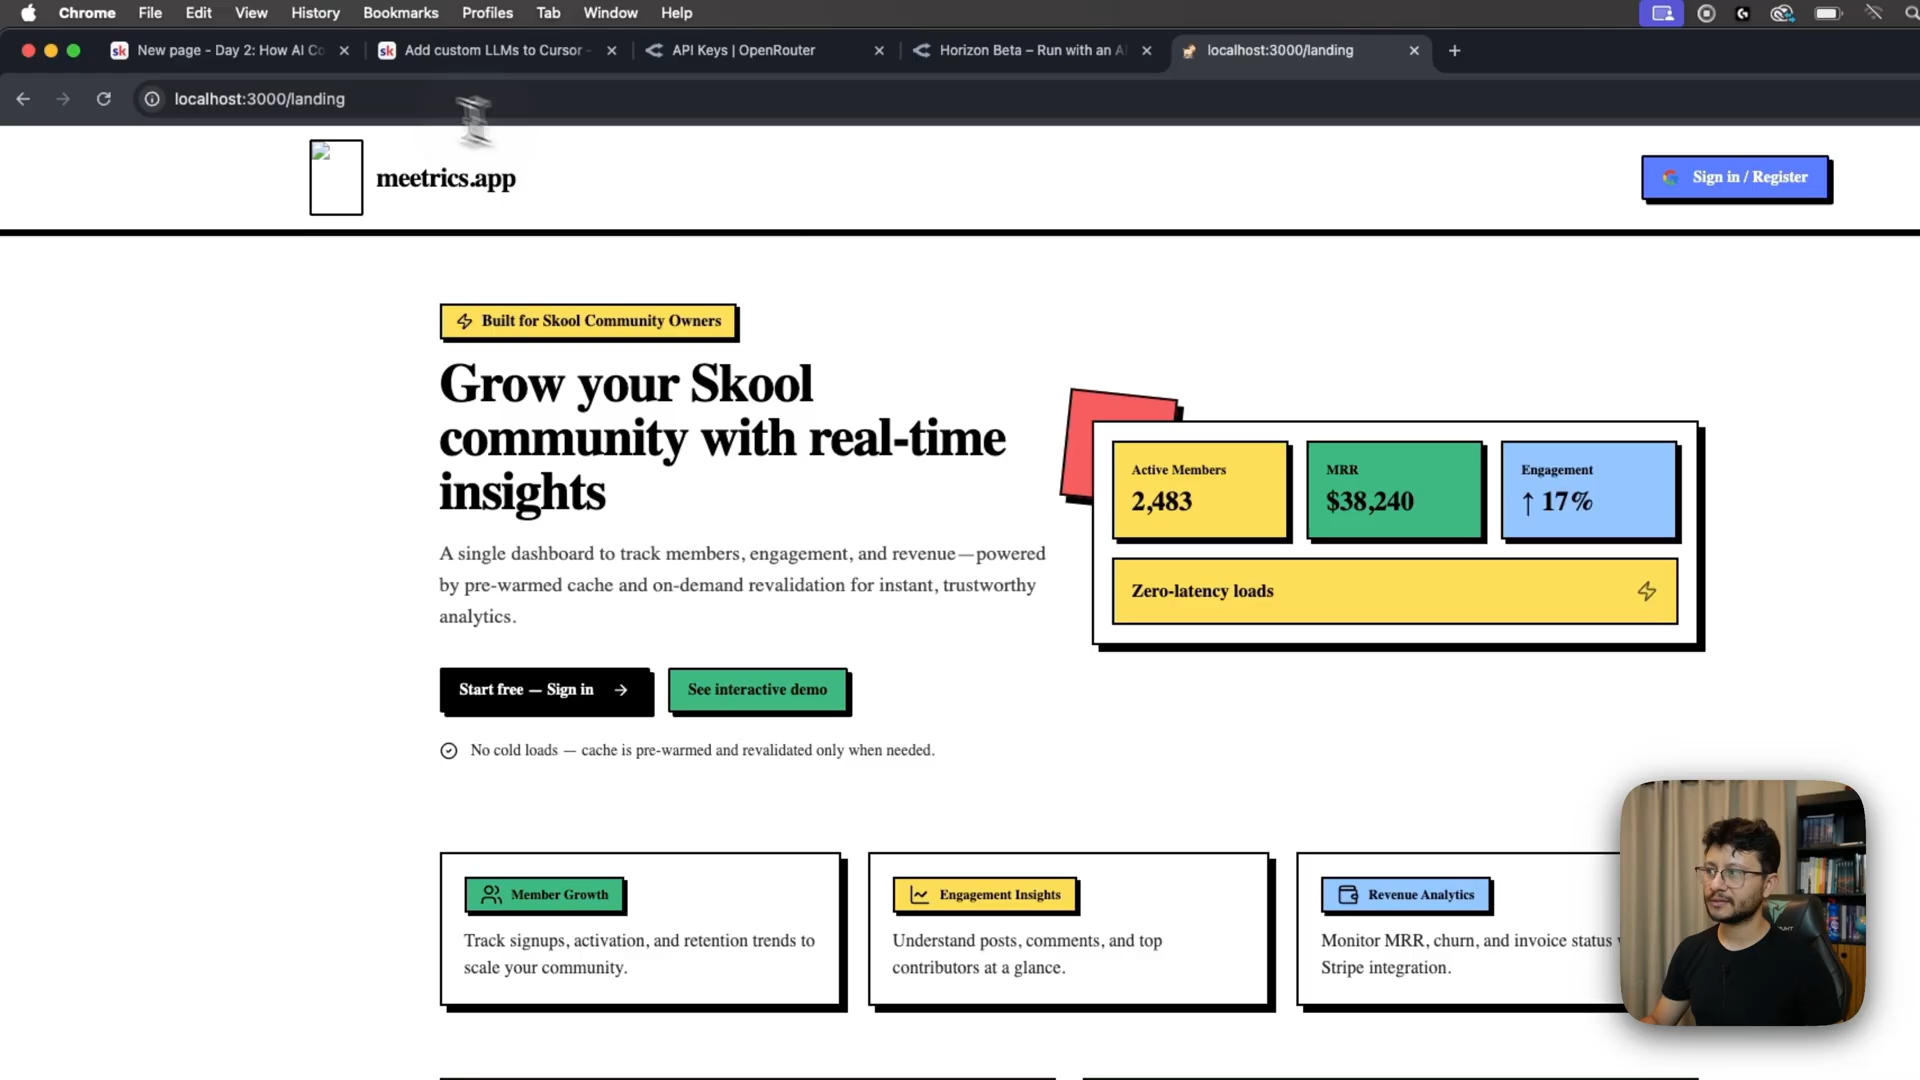 Chrome File Edit View History Bookmarks Profiles Tab Window Help
sk New page - Day 2: How AI Co
sk Add custom LLMs to Cursor -
API Keys | OpenRouter
Horizon Beta – Run with an A
localhost:3000/landing
localhost:3000/landing
meetrics.app
Sign in / Register
Built for Skool Community Owners
Grow your Skool
community with real-time
insights
A single dashboard to track members, engagement, and revenue—powered
by pre-warmed cache and on-demand revalidation for instant, trustworthy
analytics.
Start free — Sign in →
See interactive demo
No cold loads — cache is pre-warmed and revalidated only when needed.
Active Members
2,483
MRR
$38,240
Engagement
↑ 17%
Zero-latency loads
Member Growth
Track signups, activation, and retention trends to
scale your community.
Engagement Insights
Understand posts, comments, and top
contributors at a glance.
Revenue Analytics
Monitor MRR, churn, and invoice status
Stripe integration.